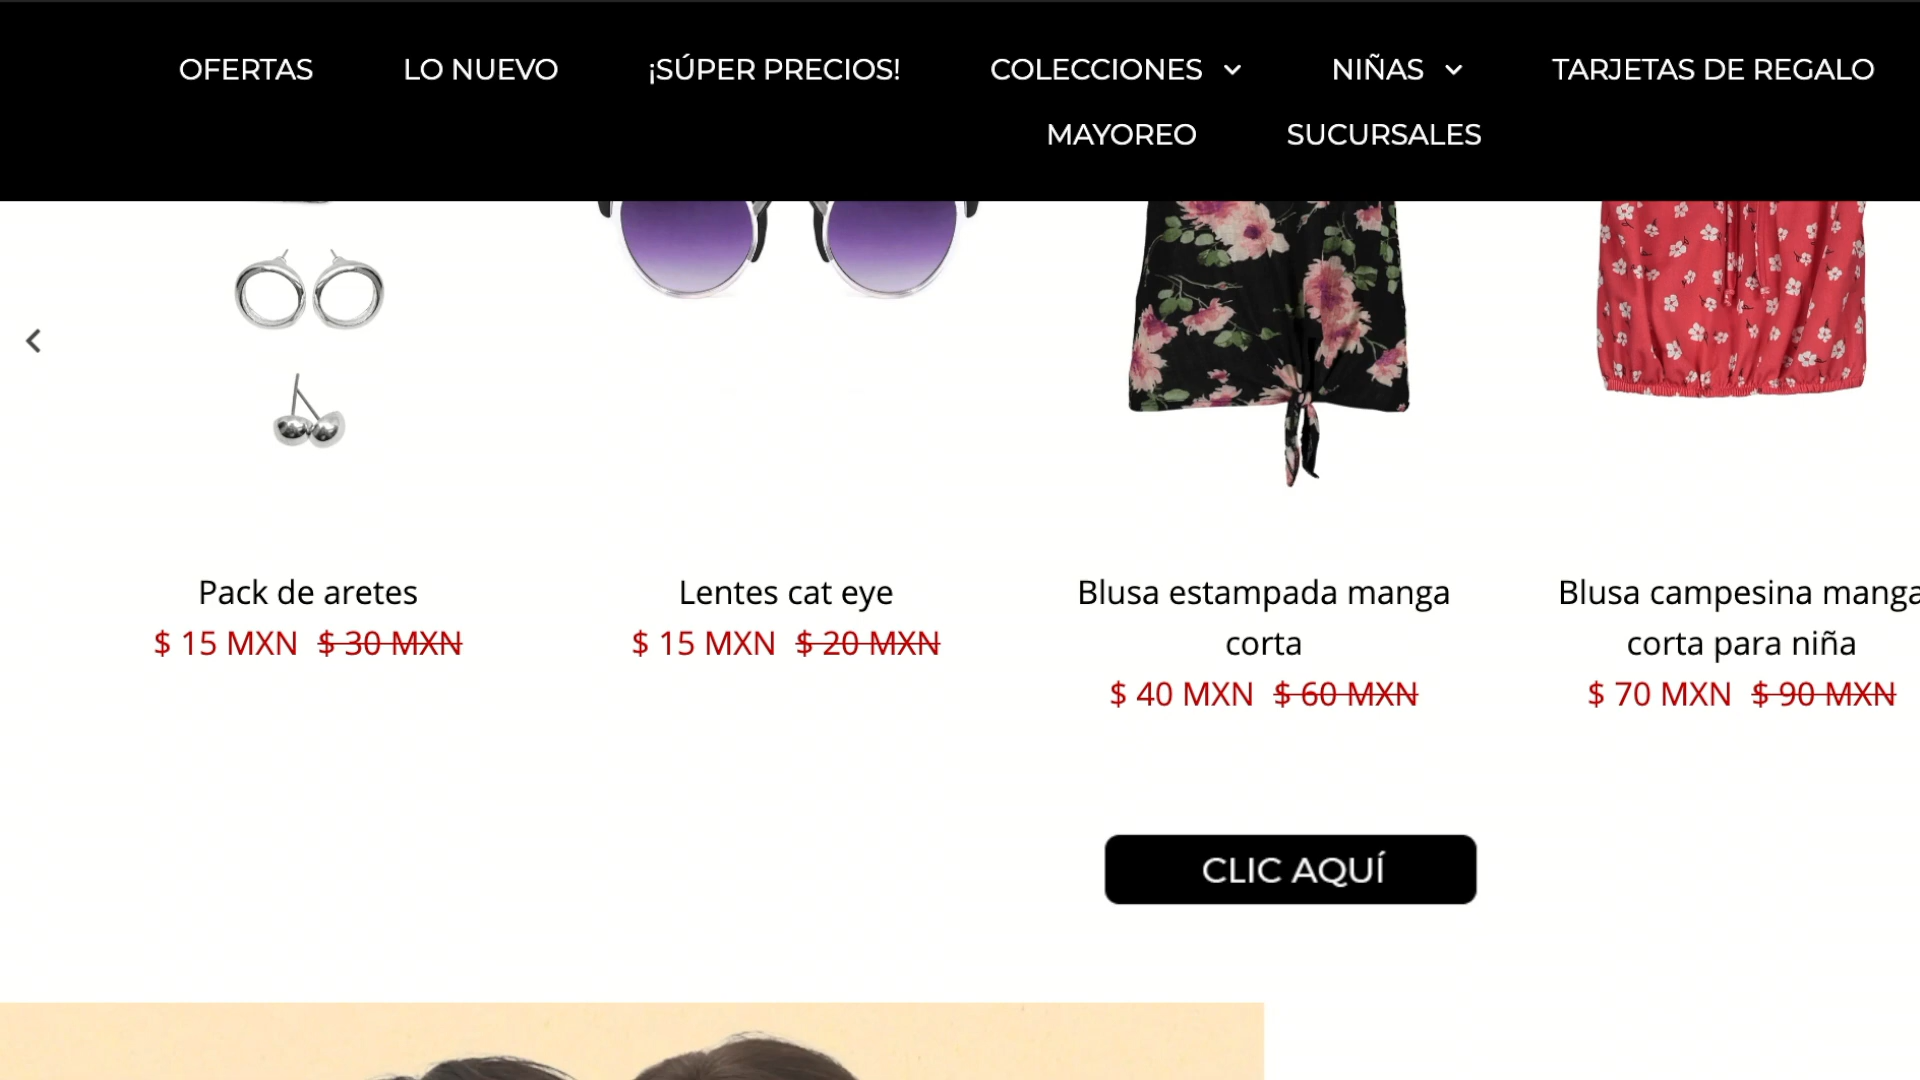 OFERTAS LO NUEVO ¡SÚPER PRECIOS! COLECCIONES NIÑAS TARJETAS DE REGALO
MAYOREO SUCURSALES
Pack de aretes
$ 15 MXN $ 30 MXN
Lentes cat eye
$ 15 MXN $ 20 MXN
Blusa estampada manga
corta
$ 40 MXN $ 60 MXN
Blusa campesina manga
corta para niña
$ 70 MXN $ 90 MXN
CLIC AQUÍ